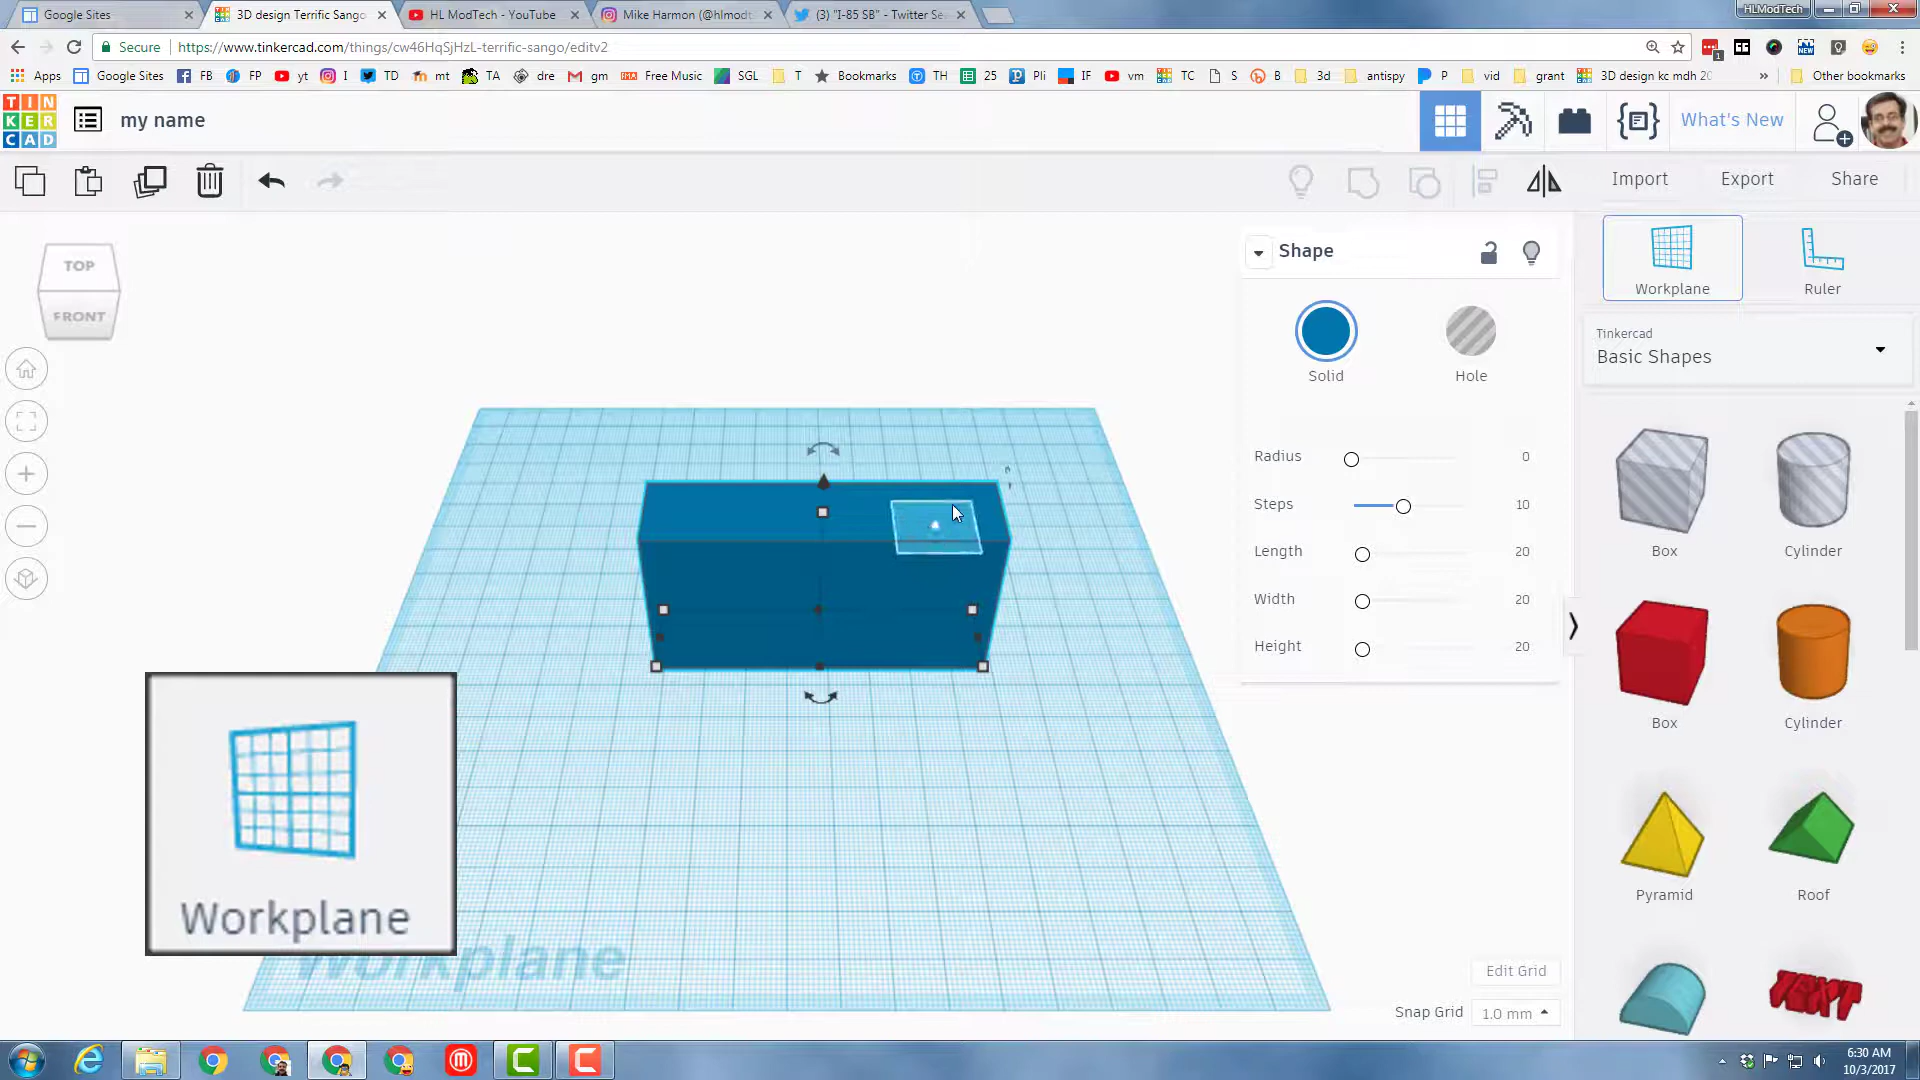 Google Sites
3D design Terrific Sango
HL ModTech - YouTube
Mike Harmon (@hlmodt
(3) "I-85 SB" - Twitter Se
HLModTech
Secure
https://www.tinkercad.com/things/cw46HqSjHzL-terrific-sango/editv2
Apps
Google Sites
FB
FP
yt
I
TD
mt
TA
dre
gm
Free Music
SGL
T
Bookmarks
TH
25
Pli
IF
vm
TC
S
B
3d
antispy
P
vid
grant
3D design kc mdh 20
»
Other bookmarks
TIN
KER
CAD
my name
What's New
Import
Export
Share
TOP
FRONT
Shape
Solid
Hole
Radius 0
Steps 10
Length 20
Width 20
Height 20
Workplane
Ruler
Tinkercad
Basic Shapes
Box
Cylinder
Box
Cylinder
Pyramid
Roof
TEXT
Workplane
Workplane
Edit Grid
Snap Grid 1.0 mm
6:30 AM
10/3/2017